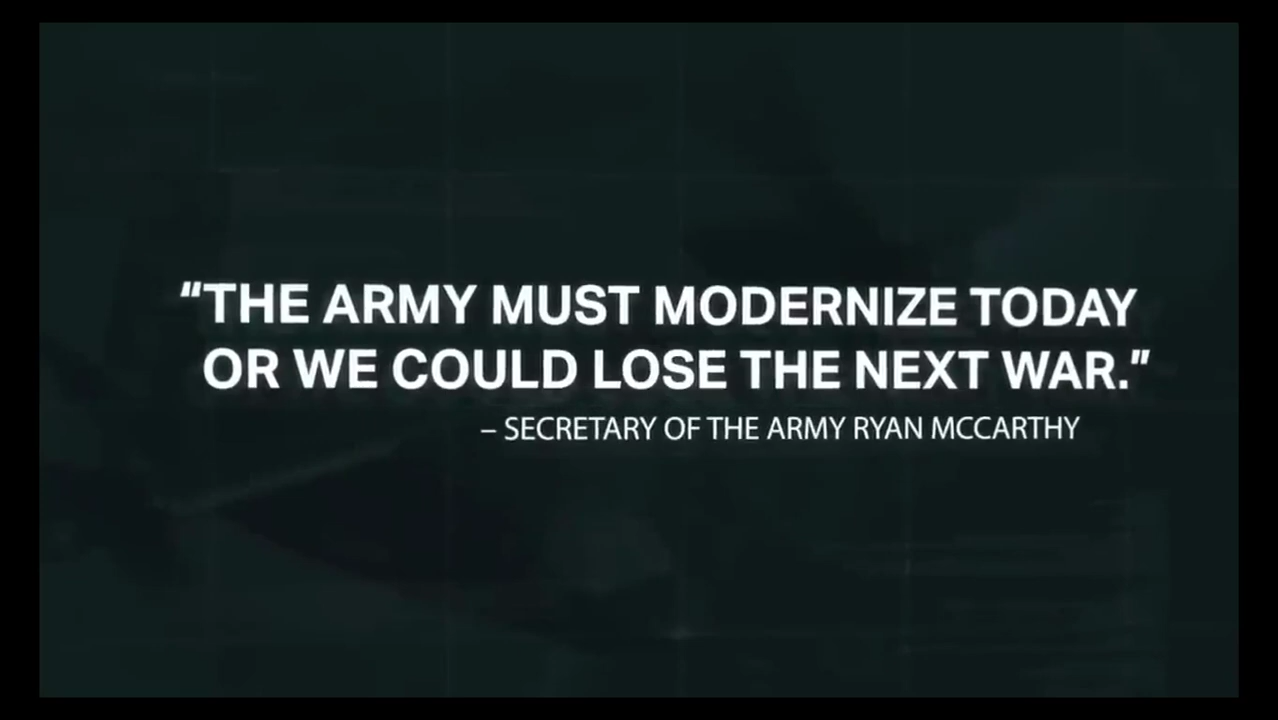 “THE ARMY MUST MODERNIZE TODAY
OR WE COULD LOSE THE NEXT WAR.”
– SECRETARY OF THE ARMY RYAN MCCARTHY